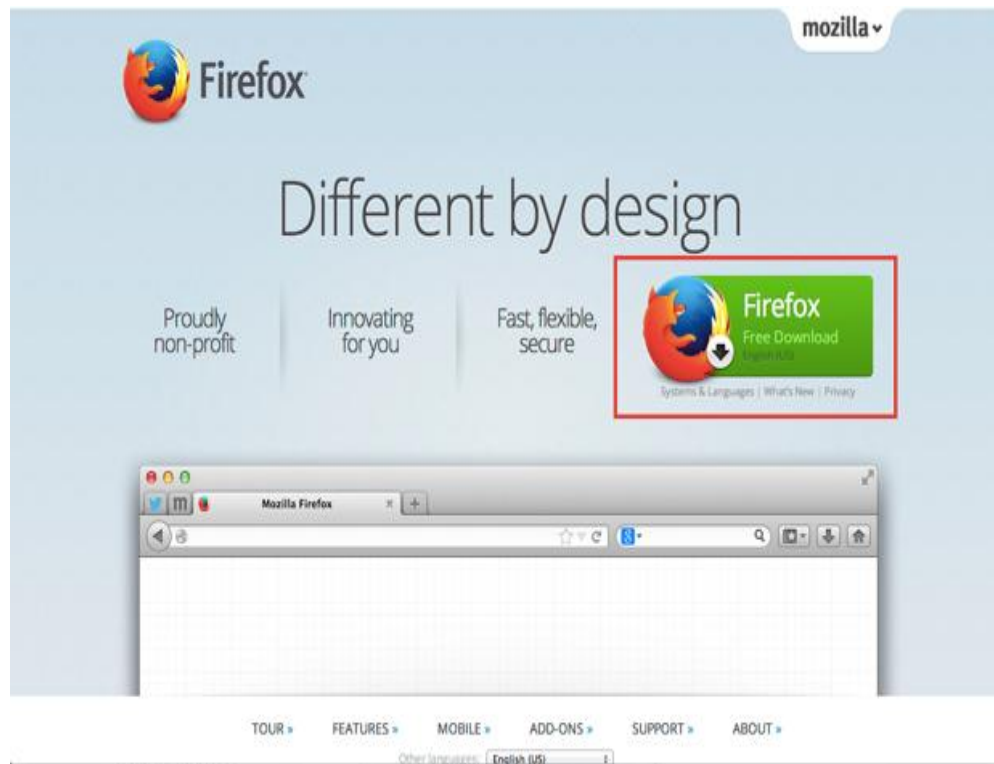 mozilla
Firefox
Different by design
Proudly
non-profit
Innovating
for you
Fast, flexible,
secure
Firefox
Free Download
English (US)
Systems & Languages | What's New | Privacy
Mozilla Firefox
TOUR »
FEATURES »
MOBILE »
ADD-ONS »
SUPPORT »
ABOUT »
Other languages: English (US)